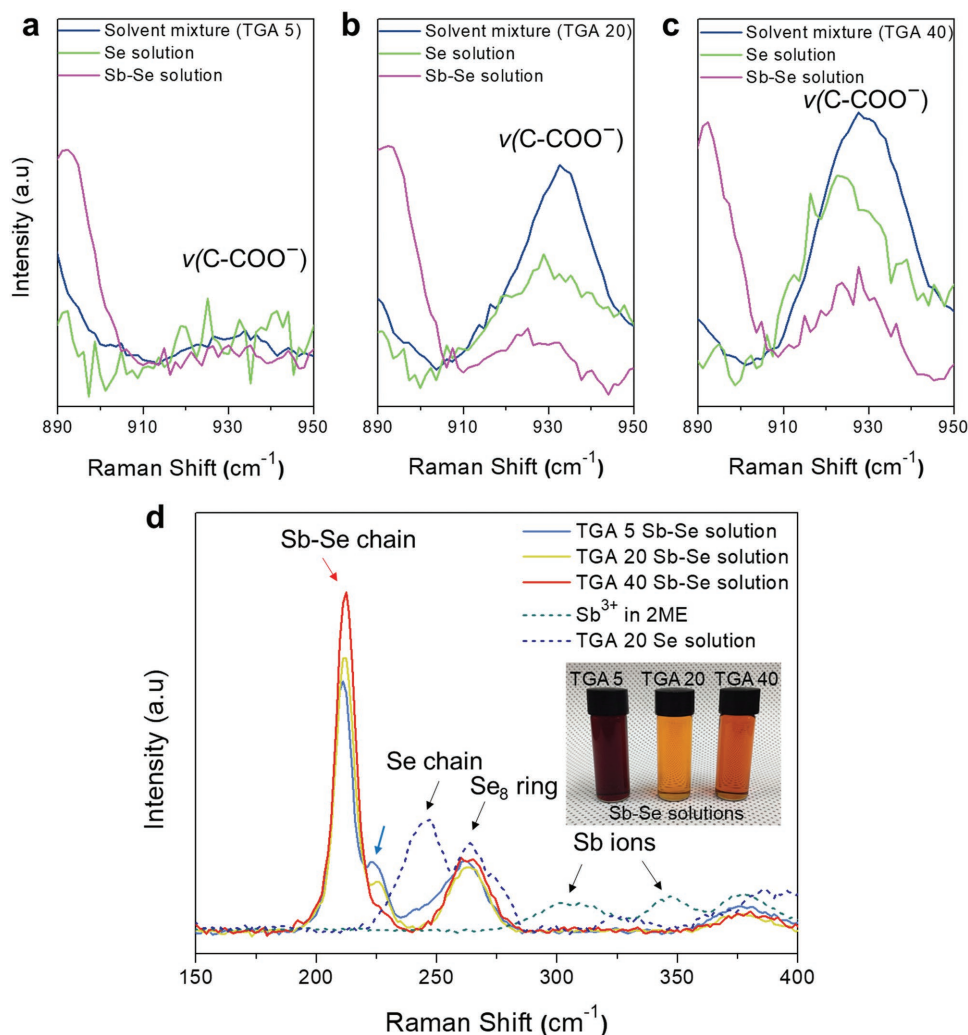 a
Solvent mixture (TGA 5)
Se solution
Sb-Se solution
ν(C-COO⁻)
890 910 930 950
Raman Shift (cm⁻¹)
Intensity (a.u)
b
Solvent mixture (TGA 20)
Se solution
Sb-Se solution
ν(C-COO⁻)
890 910 930 950
Raman Shift (cm⁻¹)
c
Solvent mixture (TGA 40)
Se solution
Sb-Se solution
ν(C-COO⁻)
890 910 930 950
Raman Shift (cm⁻¹)
d
Sb-Se chain
TGA 5 Sb-Se solution
TGA 20 Sb-Se solution
TGA 40 Sb-Se solution
Sb³⁺ in 2ME
TGA 20 Se solution
TGA 5 TGA 20 TGA 40
Sb-Se solutions
Se chain
Se₈ ring
Sb ions
Intensity (a.u)
150 200 250 300 350 400
Raman Shift (cm⁻¹)